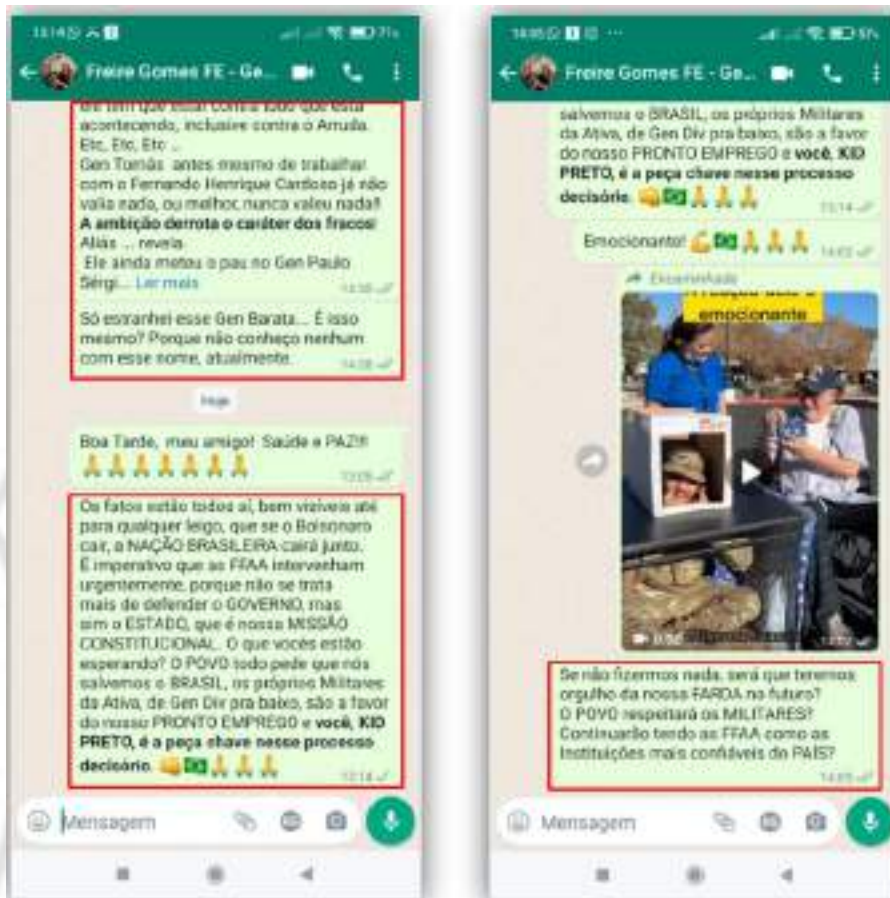 13:14
71%
Freire Gomes FE - Ge...
acontecendo, inclusive contra o Arruda.
Etc, Etc, Etc ...
Gen Tomás antes mesmo de trabalhar
com o Fernando Henrique Cardoso já não
valia nada, ou melhor, nunca valeu nada!!
A ambição derrota o caráter dos fracos!
Aliás ... revela.
Ele ainda meteu o pau no Gen Paulo
Sérgi... Ler mais
Só estranhei esse Gen Barata... É isso
mesmo? Porque não conheço nenhum
com esse nome, atualmente.
Hoje
Boa Tarde, meu amigo! Saúde e PAZ!!!
🙏🙏🙏🙏🙏🙏🙏
Os fatos estão todos aí, bem visíveis até
para qualquer leigo, que se o Bolsonaro
cair, a NAÇÃO BRASILEIRA cairá junto.
É imperativo que as FFAA intervenham
urgentemente, porque não se trata
mais de defender o GOVERNO, mas
sim o ESTADO, que é nossa MISSÃO
CONSTITUCIONAL. O que vocês estão
esperando? O POVO todo pede que nós
salvemos o BRASIL, os próprios Militares
da Ativa, de Gen Div pra baixo, são a favor
do nosso PRONTO EMPREGO e você, KID
PRETO, é a peça chave nesse processo
decisório. 👊🇧🇷🙏🙏🙏
13:14
Mensagem
Freire Gomes FE - Ge...
salvemos o BRASIL, os próprios Militares
da Ativa, de Gen Div pra baixo, são a favor
do nosso PRONTO EMPREGO e você, KID
PRETO, é a peça chave nesse processo
decisório. 👊🇧🇷🙏🙏🙏
13:14
Emocionante! 💪🇧🇷🙏🙏🙏
Encaminhada
emocionante
Se não fizermos nada, será que teremos
orgulho da nossa FARDA no futuro?
O POVO respeitará os MILITARES?
Continuarão tendo as FFAA como as
Instituições mais confiáveis do PAÍS?
Mensagem